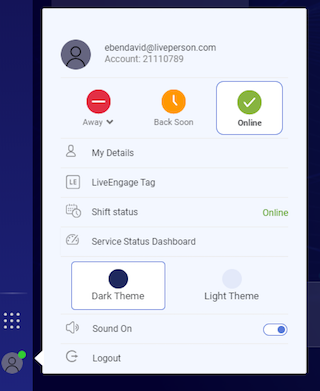 ebendavid@liveperson.com
Account: 21110789
Away
Back Soon
Online
My Details
LE
LiveEngage Tag
Shift status
Online
Service Status Dashboard
Dark Theme
Light Theme
Sound On
Logout